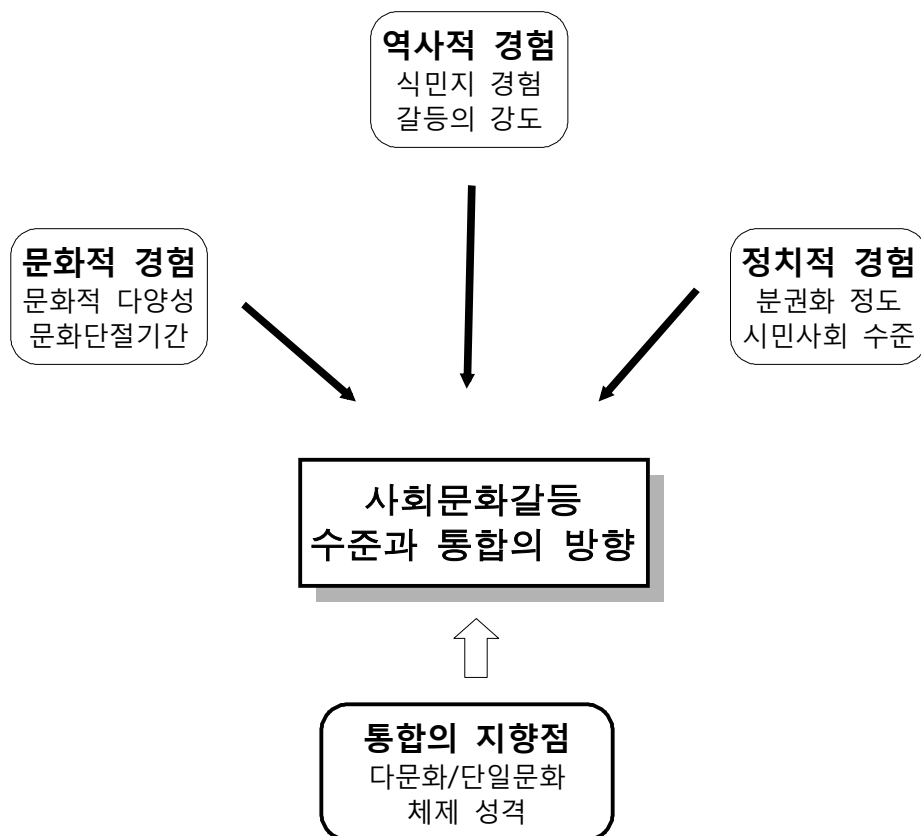 역사적 경험
식민지 경험
갈등의 강도
문화적 경험
문화적 다양성
문화단절기간
정치적 경험
분권화 정도
시민사회 수준
사회문화갈등
수준과 통합의 방향
통합의 지향점
다문화/단일문화
체제 성격